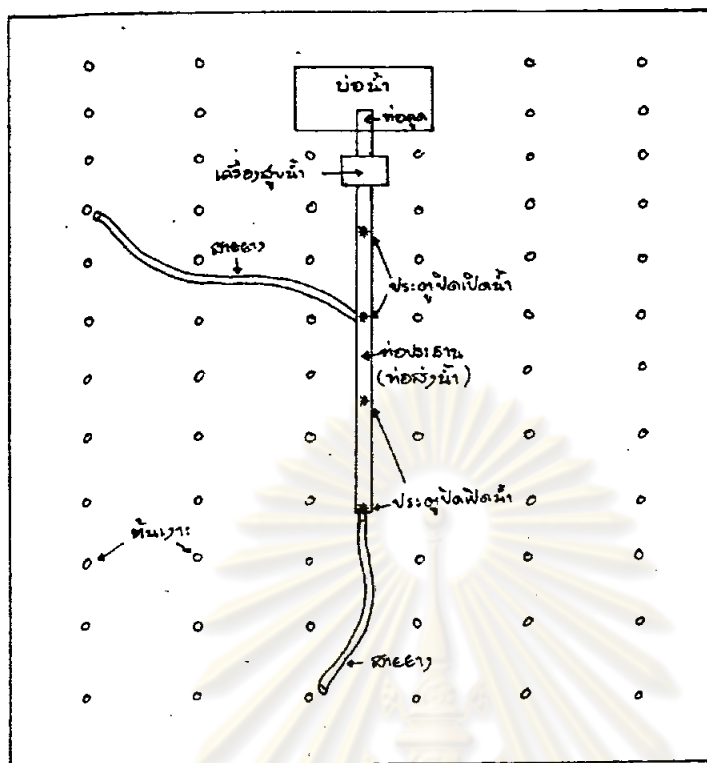 บ่อน้ำ
ท่อดูด
เครื่องสูบน้ำ
สายยาง
ประตูปิดเปิดน้ำ
ท่อประธาน
(ท่อส่งน้ำ)
ประตูปิดเปิดน้ำ
ต้นเงาะ
สายยาง